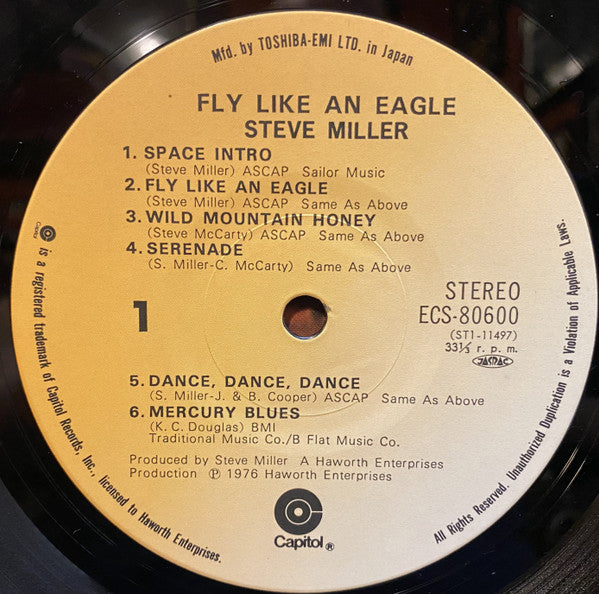 Mfd. by TOSHIBA-EMI LTD. in Japan
FLY LIKE AN EAGLE
STEVE MILLER
1. SPACE INTRO
(Steve Miller) ASCAP Sailor Music
2. FLY LIKE AN EAGLE
(Steve Miller) ASCAP Same As Above
3. WILD MOUNTAIN HONEY
(Steve McCarty) ASCAP Same As Above
4. SERENADE
(S. Miller-C. McCarty) Same As Above
1
STEREO
ECS-80600
(ST1-11497)
33⅓ r. p. m.
JASRAC
5. DANCE, DANCE, DANCE
(S. Miller-J. & B. Cooper) ASCAP Same As Above
6. MERCURY BLUES
(K. C. Douglas) BMI
Traditional Music Co./B Flat Music Co.
Produced by Steve Miller A Haworth Enterprises
Production ℗ 1976 Haworth Enterprises
Capitol®
Capitol is a registered trademark of Capitol Records, Inc., licensed to Haworth Enterprises.
All Rights Reserved. Unauthorized Duplication is a Violation of Applicable Laws.